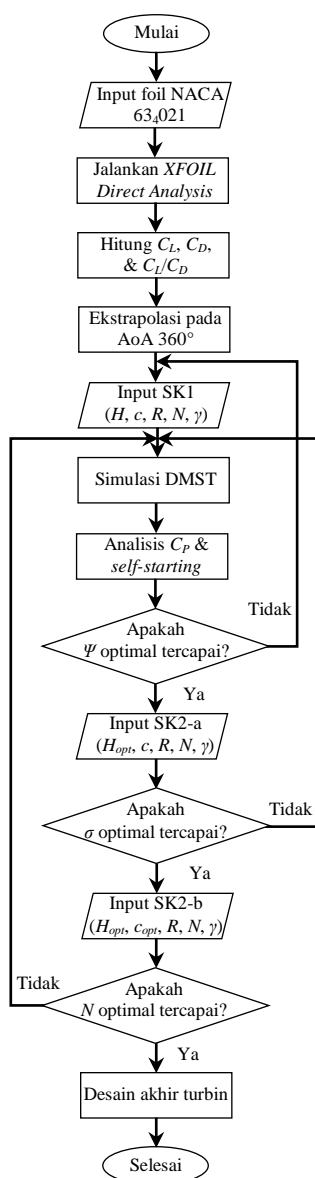 Mulai
Input foil NACA
63₄021
Jalankan XFOIL
Direct Analysis
Hitung C_L, C_D,
& C_L/C_D
Ekstrapolasi pada
AoA 360°
Input SK1
(H, c, R, N, γ)
Simulasi DMST
Analisis C_P &
self-starting
Tidak
Apakah
Ψ optimal tercapai?
Ya
Input SK2-a
(H_opt, c, R, N, γ)
Apakah
σ optimal tercapai?
Tidak
Ya
Input SK2-b
(H_opt, c_opt, R, N, γ)
Tidak
Apakah
N optimal tercapai?
Ya
Desain akhir turbin
Selesai